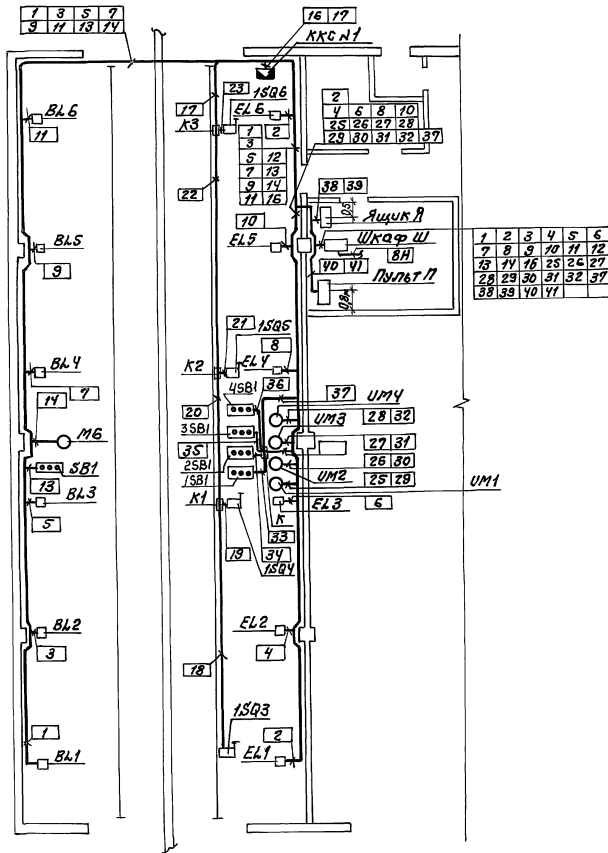 1 3 5 7
9 11 13 14
16 17
ККС N1
BL6
11
17
K3
23
1SQ6
EL6
1 2
3
5 12
7 13
9 14
11 16
2
4 6 8 10
25 26 27 28
29 30 31 32 37
22
38 39
0,5
Ящик Я
10
EL5
Шкаф Ш
8Н
40 41
Пульт П
0,8м
1 2 3 4 5 6
7 8 9 10 11 12
13 14 15 25 26 27
28 29 30 31 32 37
38 39 40 41
BL5
9
21
1SQ5
8
K2
EL4
BL4
7
36
37
UM4
4SB1
14
20
UM3
28 32
M6
3SB1
27 31
35
SB1
2SB1
UM2
26 30
13
1SB1
25 29
UM1
BL3
K1
EL3
6
5
K
33
19
34
1SQ4
BL2
EL2
3
4
18
1SQ3
1
2
BL1
EL1